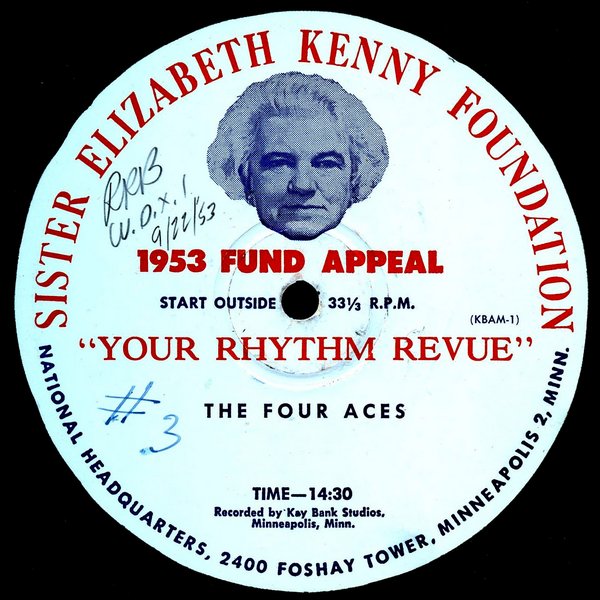 SISTER ELIZABETH KENNY FOUNDATION
RRB
W.O.X.!
9/22/53
1953 FUND APPEAL
START OUTSIDE 33⅓ R.P.M.
(KBAM-1)
"YOUR RHYTHM REVUE"
#3
THE FOUR ACES
TIME—14:30
Recorded by Kay Bank Studios,
Minneapolis, Minn.
NATIONAL HEADQUARTERS, 2400 FOSHAY TOWER, MINNEAPOLIS 2, MINN.